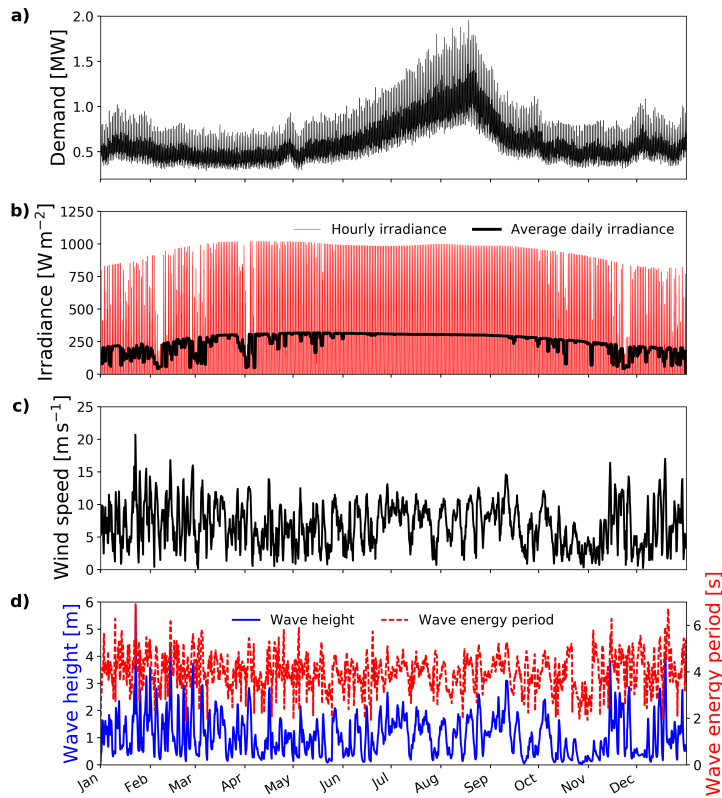 a)
Demand [MW]
2.0
1.5
1.0
0.5
b)
Irradiance [W m⁻²]
1250
1000
750
500
250
0
Hourly irradiance
Average daily irradiance
c)
Wind speed [m s⁻¹]
25
20
15
10
5
0
d)
Wave height [m]
6
5
4
3
2
1
0
Wave height
Wave energy period
6
4
2
0
Wave energy period [s]
Jan
Feb
Mar
Apr
May
Jun
Jul
Aug
Sep
Oct
Nov
Dec